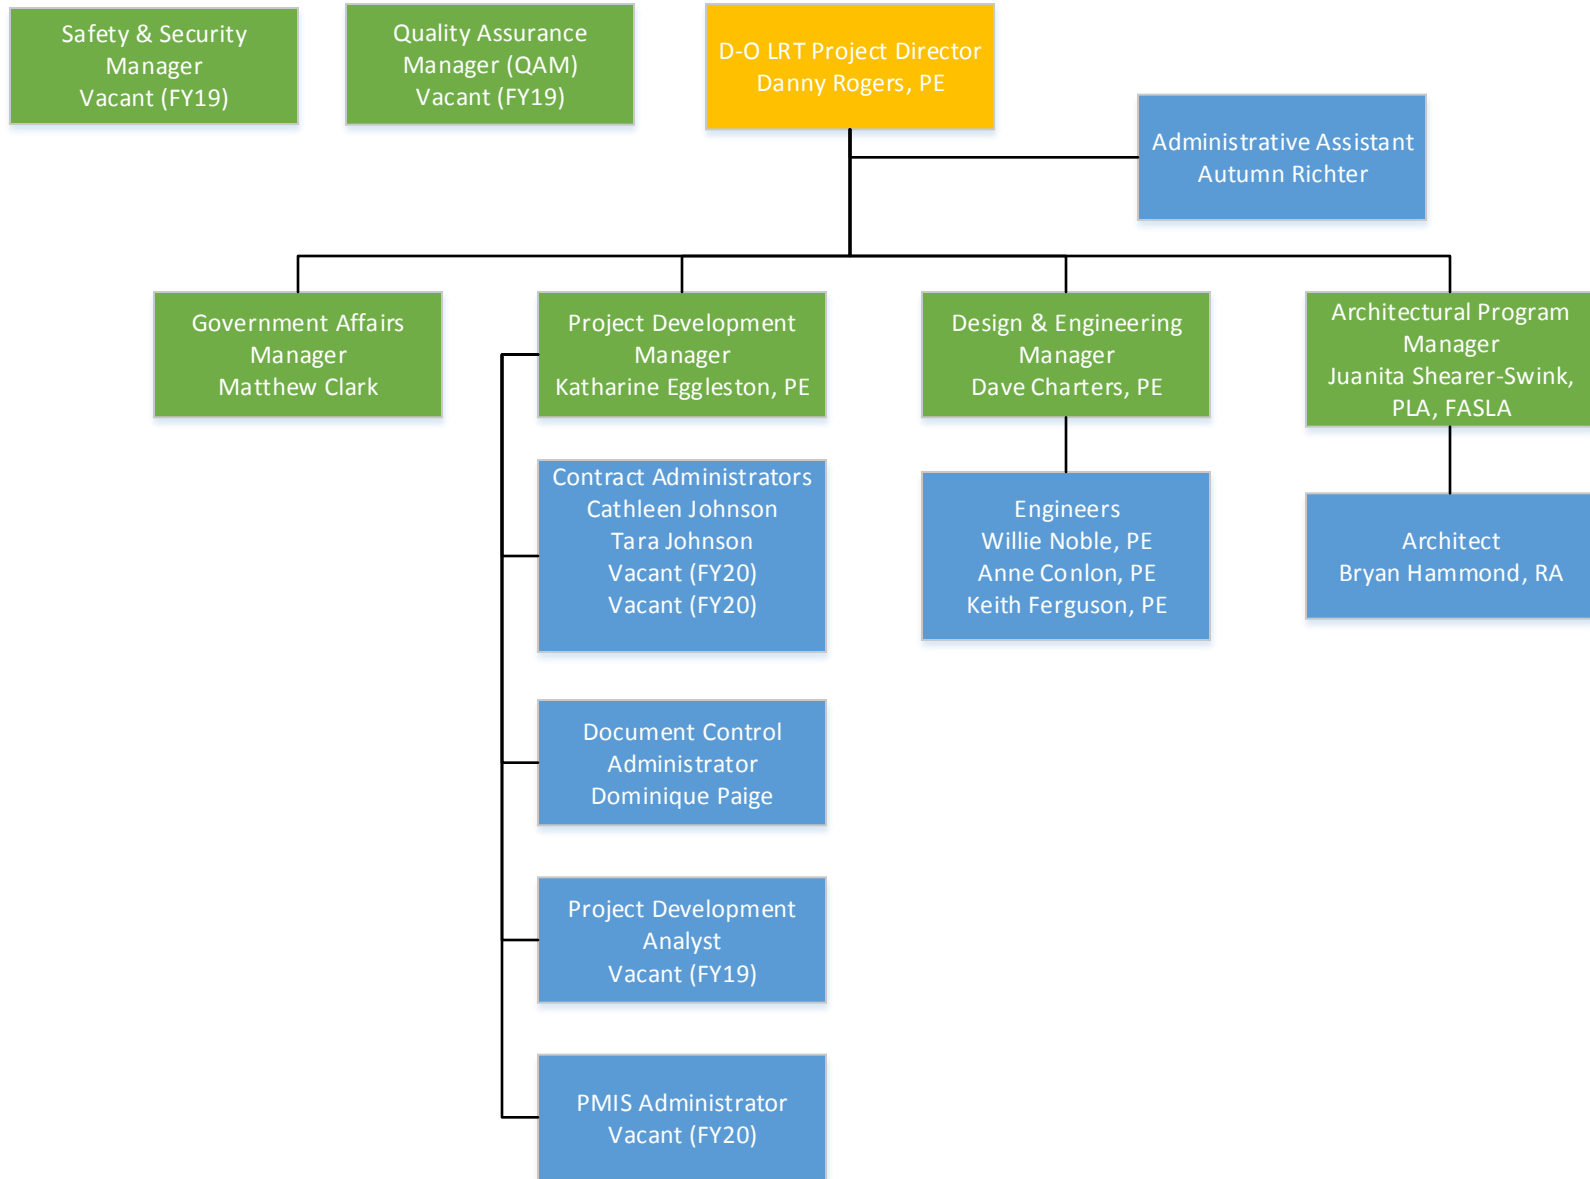 Safety & Security
Manager
Vacant (FY19)
Quality Assurance
Manager (QAM)
Vacant (FY19)
D-O LRT Project Director
Danny Rogers, PE
Administrative Assistant
Autumn Richter
Government Affairs
Manager
Matthew Clark
Project Development
Manager
Katharine Eggleston, PE
Design & Engineering
Manager
Dave Charters, PE
Architectural Program
Manager
Juanita Shearer-Swink,
PLA, FASLA
Contract Administrators
Cathleen Johnson
Tara Johnson
Vacant (FY20)
Vacant (FY20)
Engineers
Willie Noble, PE
Anne Conlon, PE
Keith Ferguson, PE
Architect
Bryan Hammond, RA
Document Control
Administrator
Dominique Paige
Project Development
Analyst
Vacant (FY19)
PMIS Administrator
Vacant (FY20)